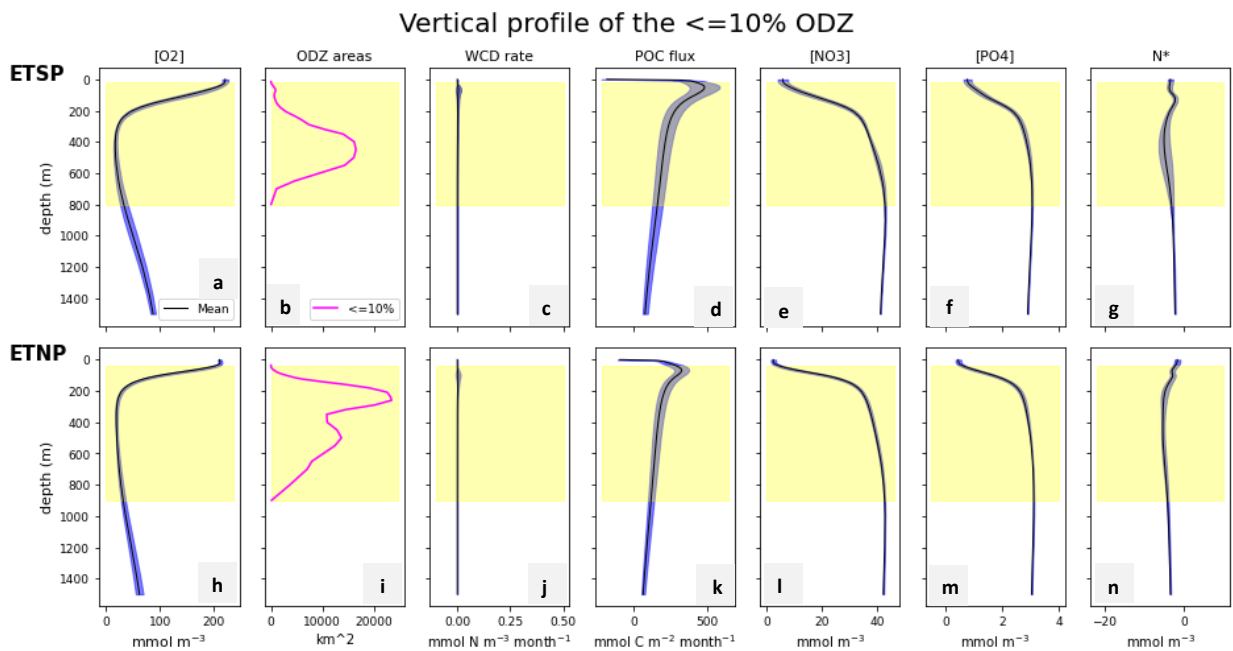 Vertical profile of the <=10% ODZ
[O2] ODZ areas WCD rate POC flux [NO3] [PO4] N*
ETSP
0
200
400
600
800
1000
1200
1400
depth (m)
a b c d e f g
Mean <=10%
ETNP
0
200
400
600
800
1000
1200
1400
depth (m)
h i j k l m n
0 100 200 0 10000 20000 0.00 0.25 0.50 0 500 0 20 40 0 2 4 −20 0
mmol m⁻³ km^2 mmol N m⁻³ month⁻¹ mmol C m⁻² month⁻¹ mmol m⁻³ mmol m⁻³ mmol m⁻³